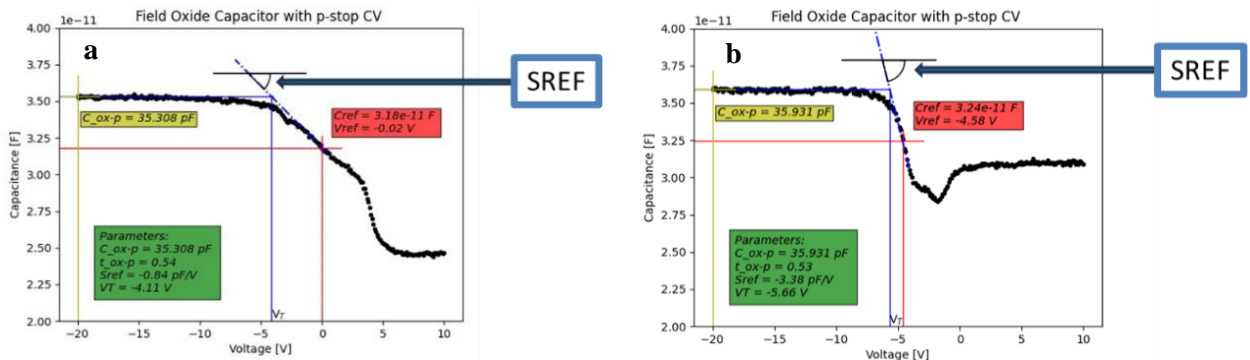 Field Oxide Capacitor with p-stop CV
1e−11
a
SREF
C_ox-p = 35.308 pF
Cref = 3.18e-11 F
Vref = -0.02 V
Parameters:
C_ox-p = 35.308 pF
t_ox-p = 0.54
Sref = -0.84 pF/V
VT = -4.11 V
V_T
4.00
3.75
3.50
3.25
3.00
2.75
2.50
2.25
2.00
Capacitance [F]
−20 −15 −10 −5 0 5 10
Voltage [V]
Field Oxide Capacitor with p-stop CV
1e−11
b
SREF
C_ox-p = 35.931 pF
Cref = 3.24e-11 F
Vref = -4.58 V
Parameters:
C_ox-p = 35.931 pF
t_ox-p = 0.53
Sref = -3.38 pF/V
VT = -5.66 V
V_T
4.00
3.75
3.50
3.25
3.00
2.75
2.50
2.25
2.00
Capacitance [F]
−20 −15 −10 −5 0 5 10
Voltage [V]